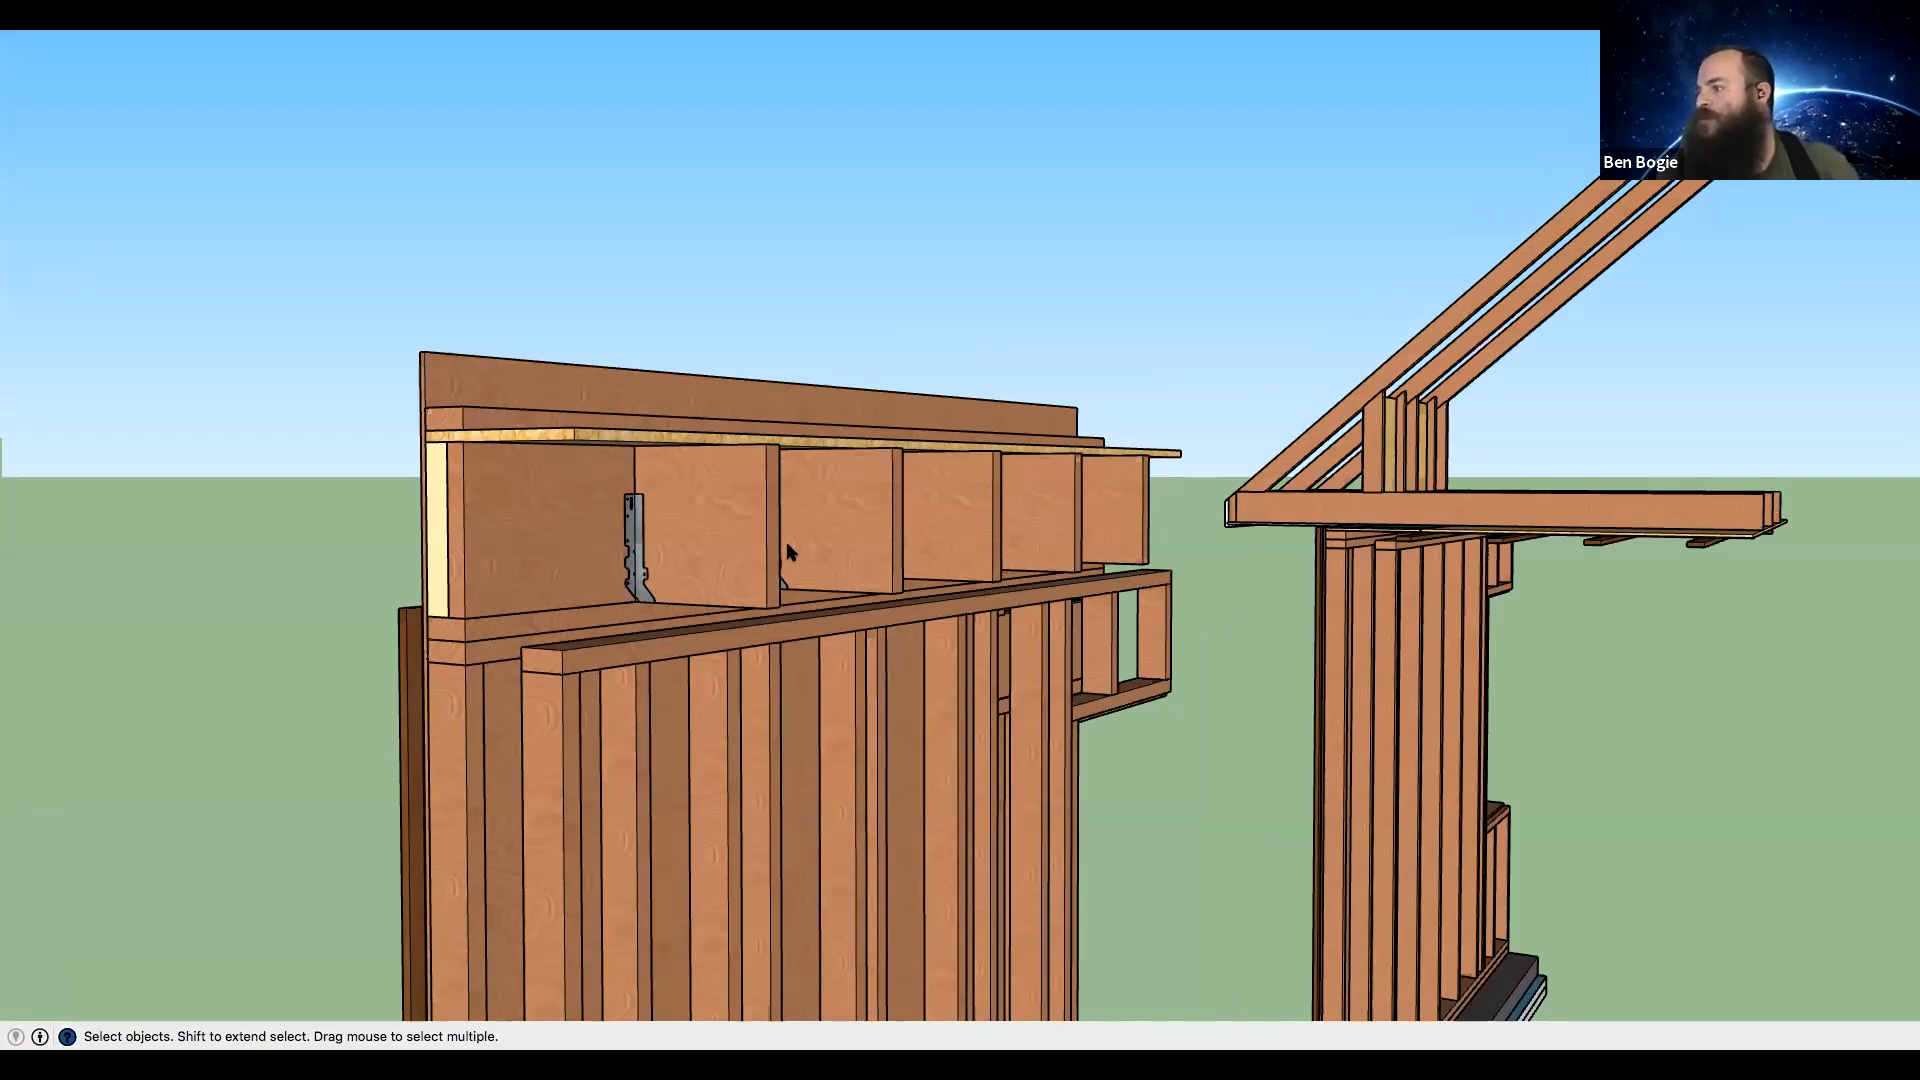 Ben Bogie
Select objects. Shift to extend select. Drag mouse to select multiple.